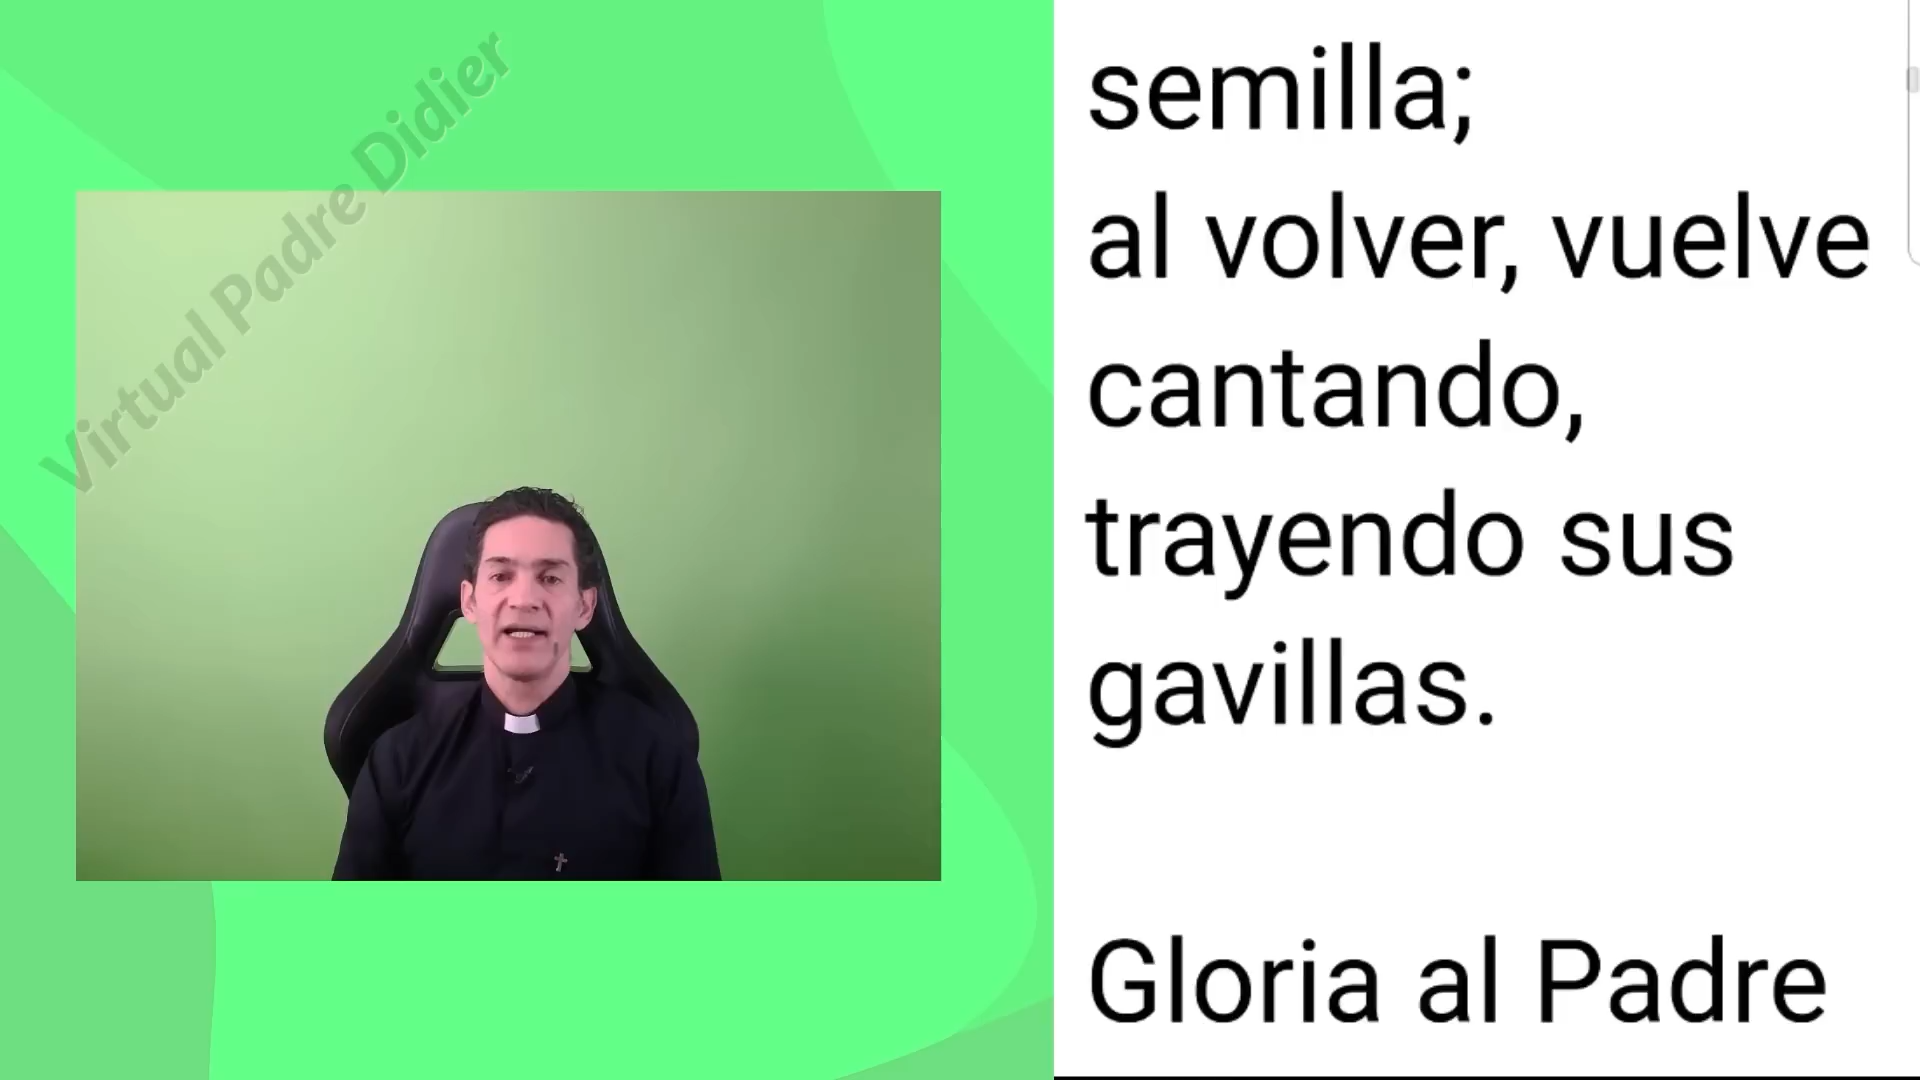 Virtual Padre Didier
semilla;
al volver, vuelve
cantando,
trayendo sus
gavillas.
Gloria al Padre